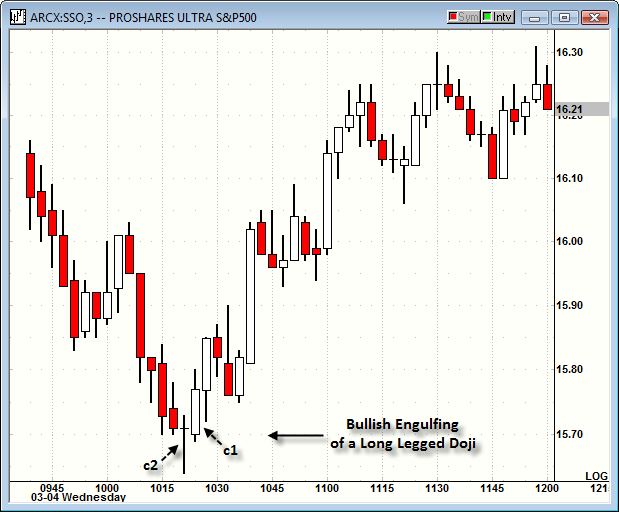 ARCX:SSO,3 -- PROSHARES ULTRA S&P500
Sym Intv
16.30
16.21
16.20
16.10
16.00
15.90
15.80
Bullish Engulfing
of a Long Legged Doji
c1
c2
15.70
LOG
0945 1000 1015 1030 1045 1100 1115 1130 1145 1200 121
03-04 Wednesday